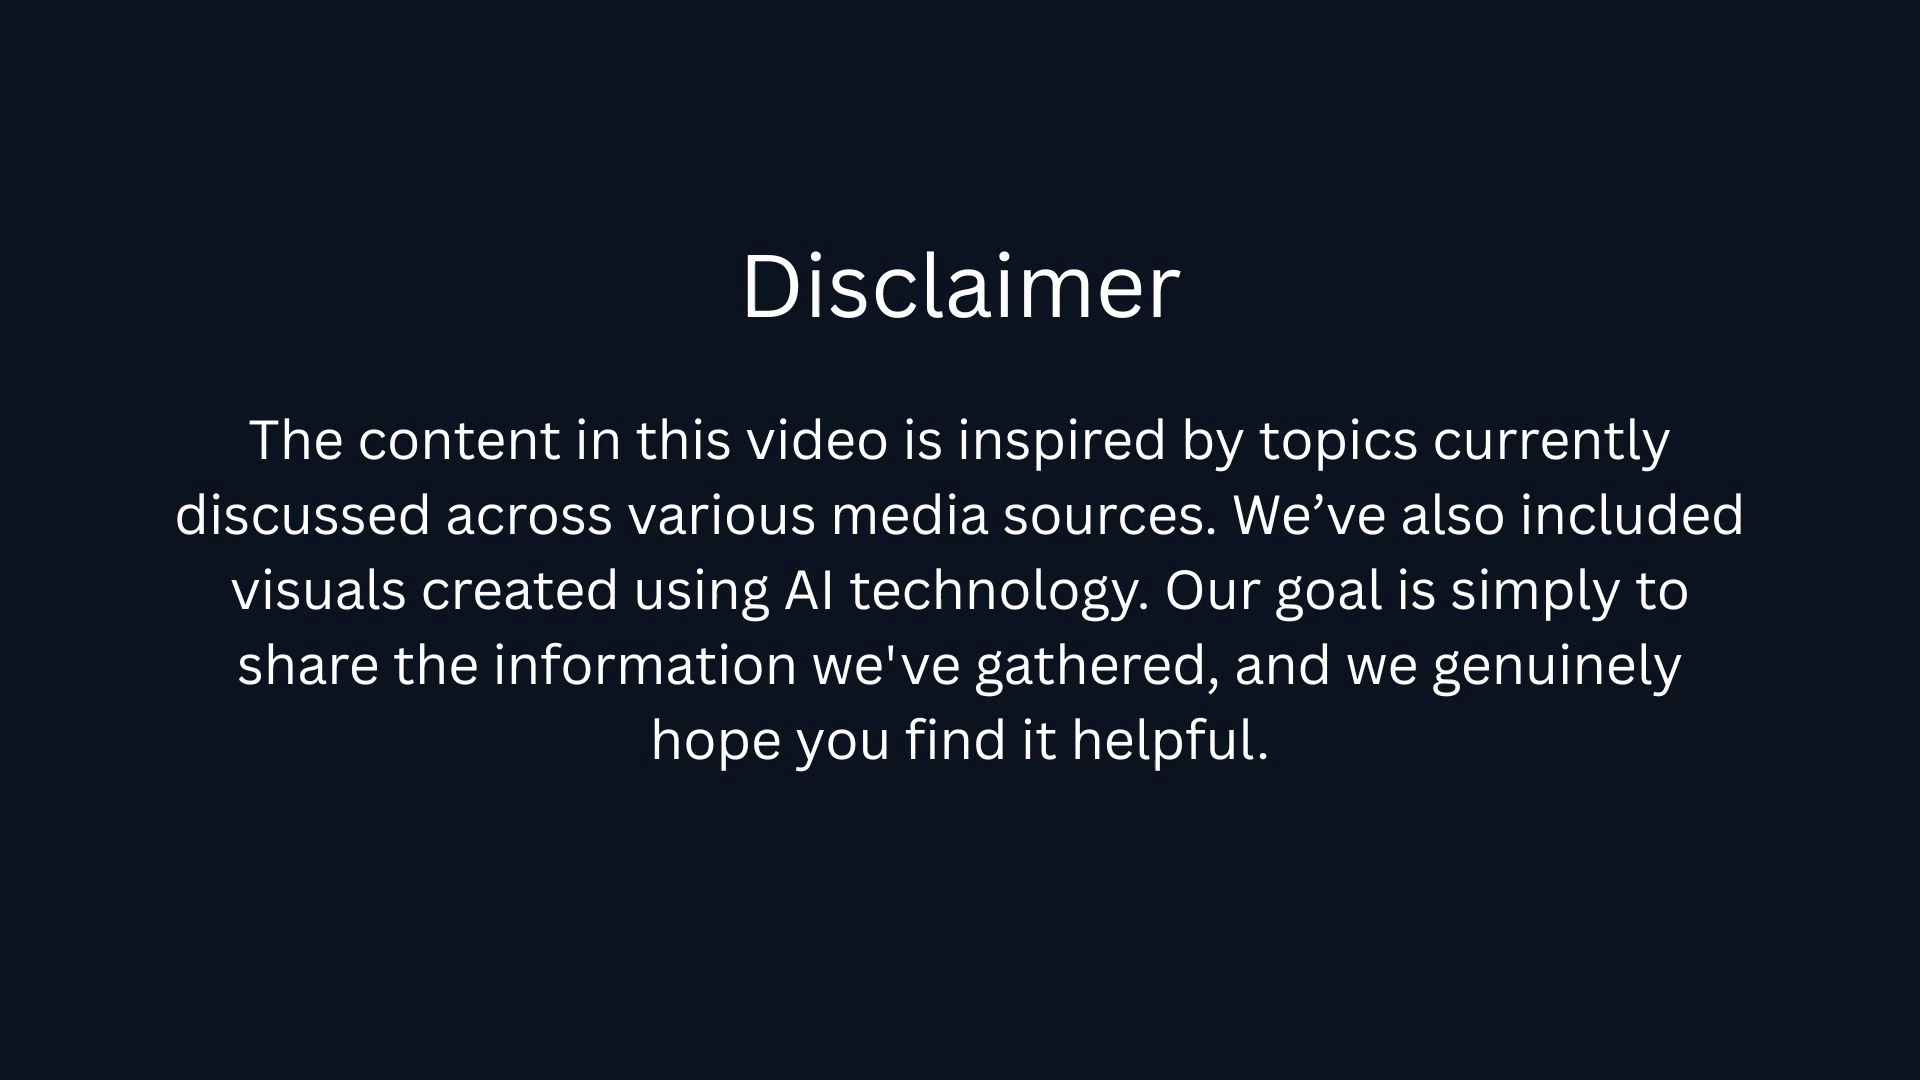 Disclaimer
The content in this video is inspired by topics currently
discussed across various media sources. We’ve also included
visuals created using AI technology. Our goal is simply to
share the information we've gathered, and we genuinely
hope you find it helpful.